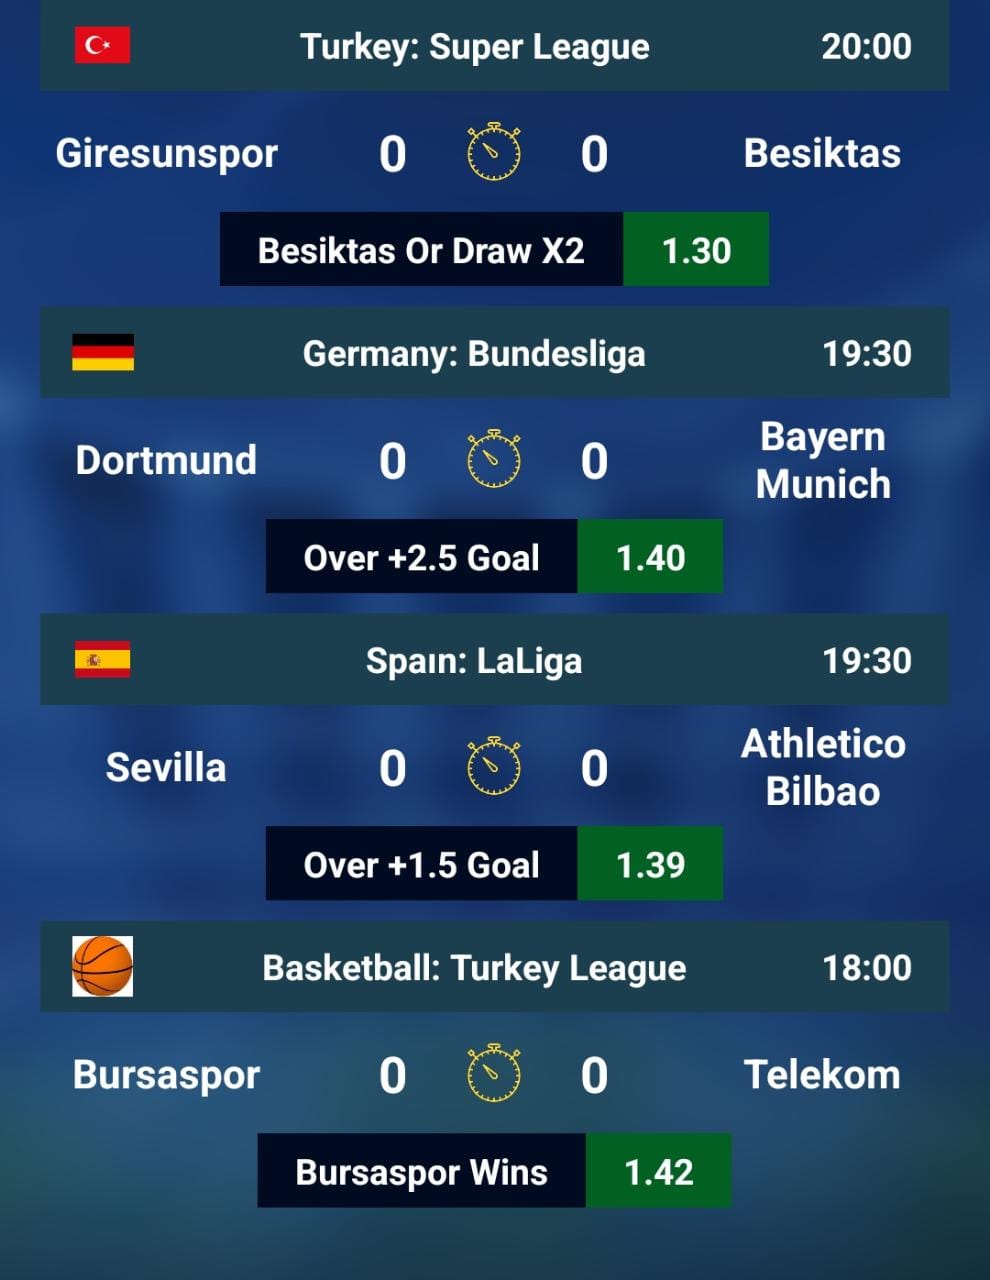 Turkey: Super League 20:00
Giresunspor 0 0 Besiktas
Besiktas Or Draw X2 1.30
Germany: Bundesliga 19:30
Dortmund 0 0 Bayern
Munich
Over +2.5 Goal 1.40
Spaın: LaLiga 19:30
Sevilla 0 0 Athletico
Bilbao
Over +1.5 Goal 1.39
Basketball: Turkey League 18:00
Bursaspor 0 0 Telekom
Bursaspor Wins 1.42